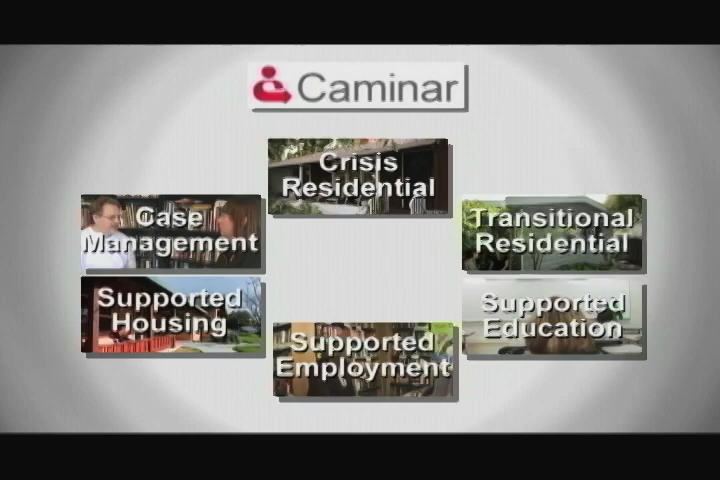 Caminar
Crisis
Residential
Case
Management
Transitional
Residential
Supported
Housing
Supported
Education
Supported
Employment